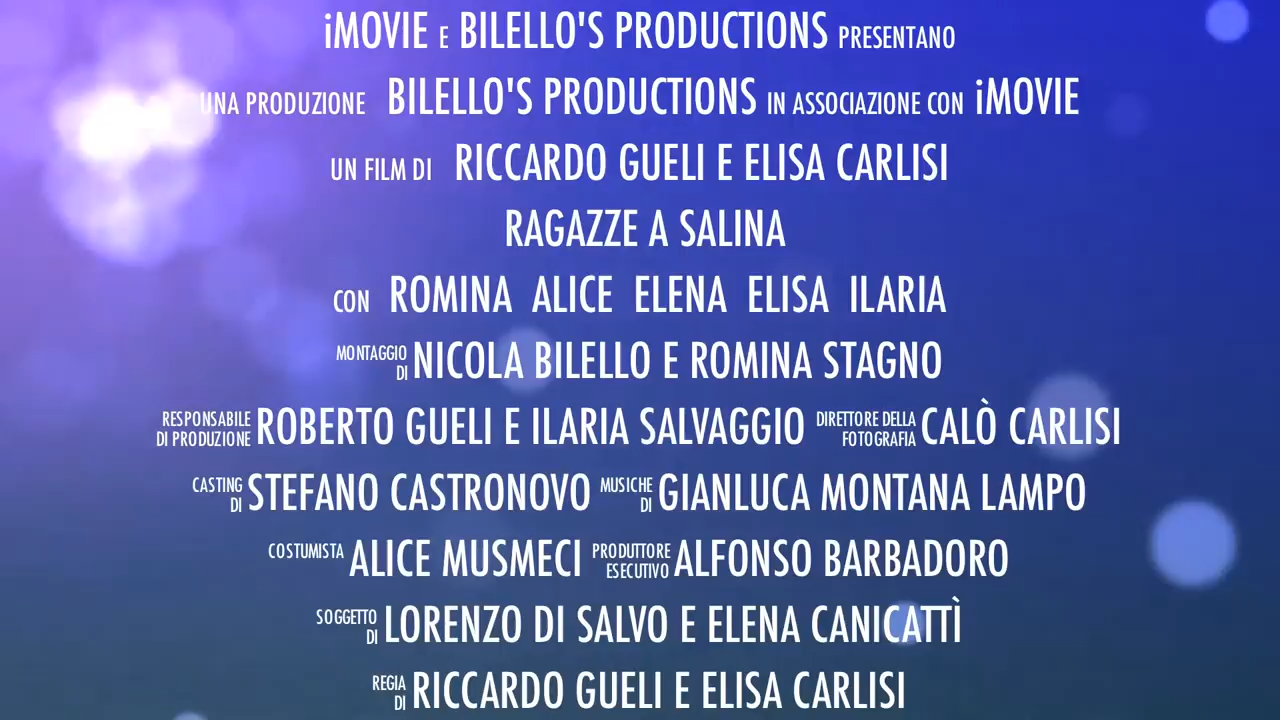 iMOVIE E BILELLO'S PRODUCTIONS PRESENTANO
UNA PRODUZIONE BILELLO'S PRODUCTIONS IN ASSOCIAZIONE CON iMOVIE
UN FILM DI RICCARDO GUELI E ELISA CARLISI
RAGAZZE A SALINA
CON ROMINA ALICE ELENA ELISA ILARIA
MONTAGGIO DI NICOLA BILELLO E ROMINA STAGNO
RESPONSABILE DI PRODUZIONE ROBERTO GUELI E ILARIA SALVAGGIO DIRETTORE DELLA FOTOGRAFIA CALÒ CARLISI
CASTING DI STEFANO CASTRONOVO MUSICHE DI GIANLUCA MONTANA LAMPO
COSTUMISTA ALICE MUSMECI PRODUTTORE ESECUTIVO ALFONSO BARBADORO
SOGGETTO DI LORENZO DI SALVO E ELENA CANICATTÌ
REGIA DI RICCARDO GUELI E ELISA CARLISI